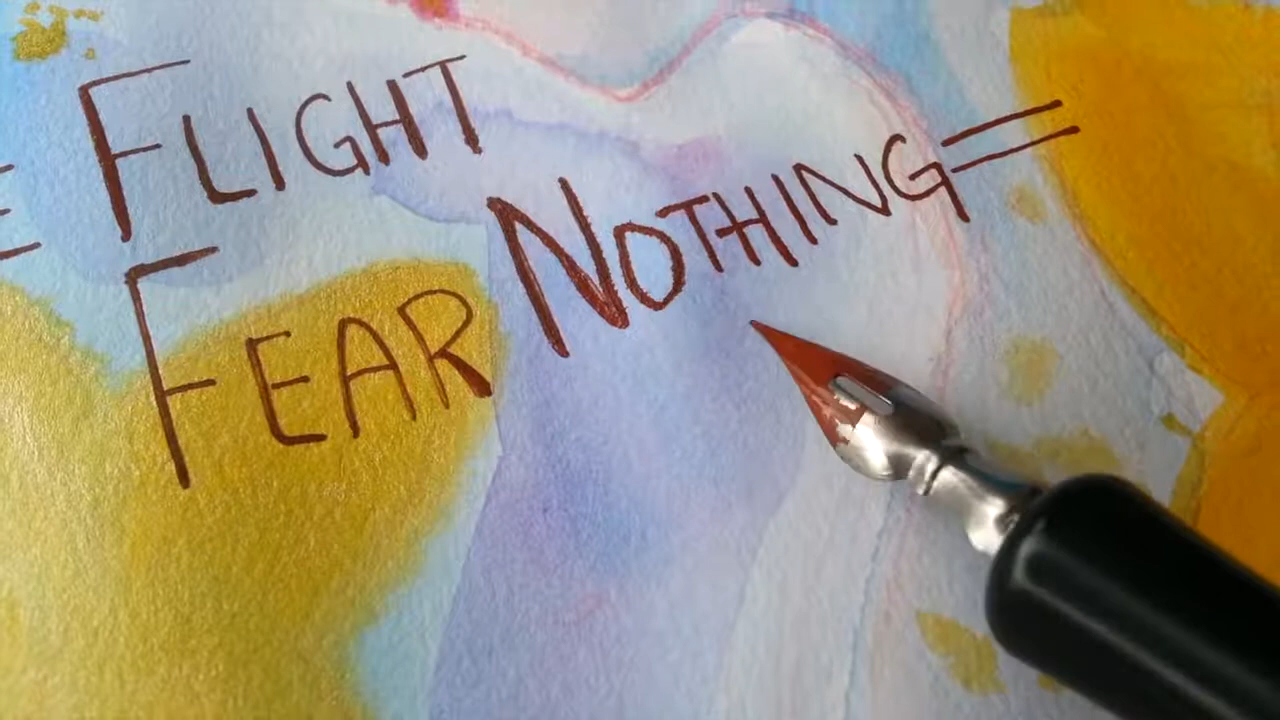 = FLIGHT
FEAR NOTHING =